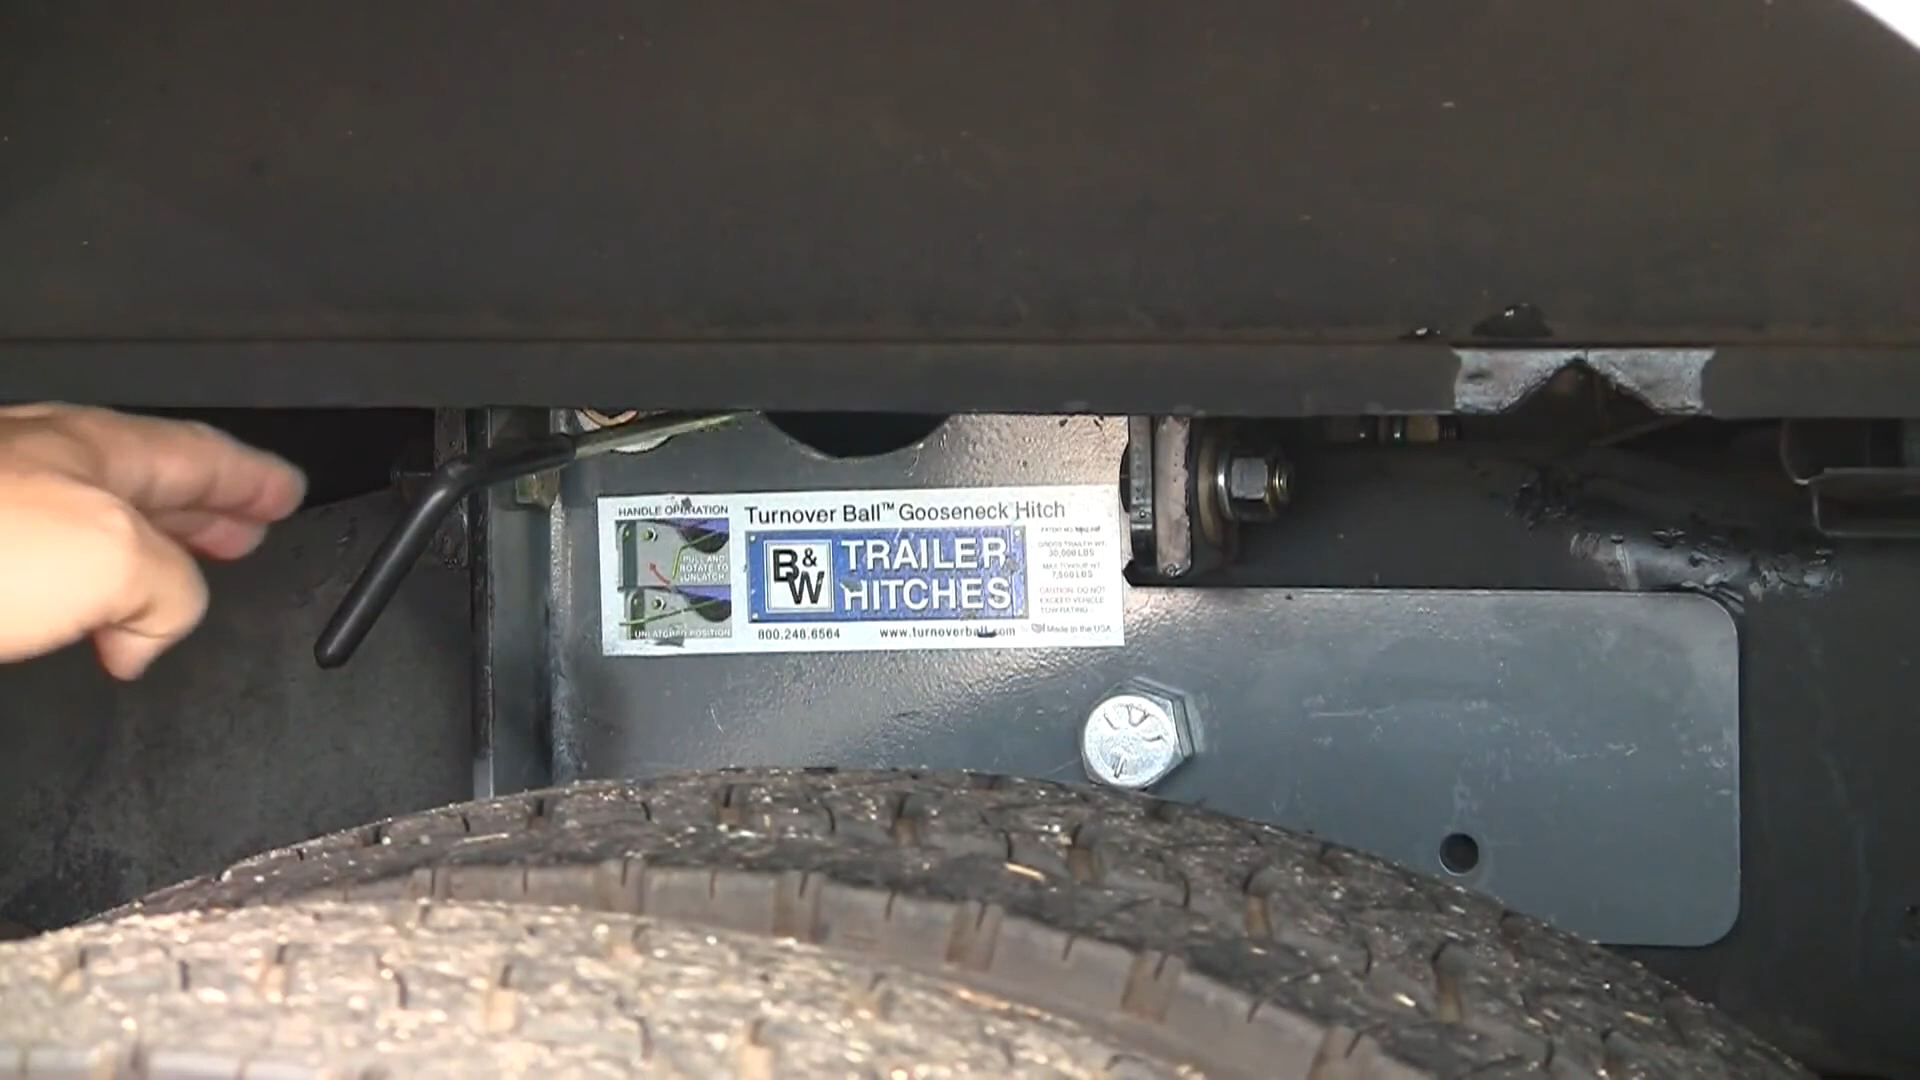 HANDLE OPERATION
Turnover Ball™ Gooseneck Hitch
PULL AND
ROTATE TO
UNLATCH
UNLATCHED POSITION
B&W
TRAILER
HITCHES
800.248.6564
www.turnoverball.com
GROSS TRAILER WT.
30,000 LBS
MAX TONGUE WT.
7,500 LBS
CAUTION: DO NOT
EXCEED VEHICLE
TOW RATING
Made in the USA